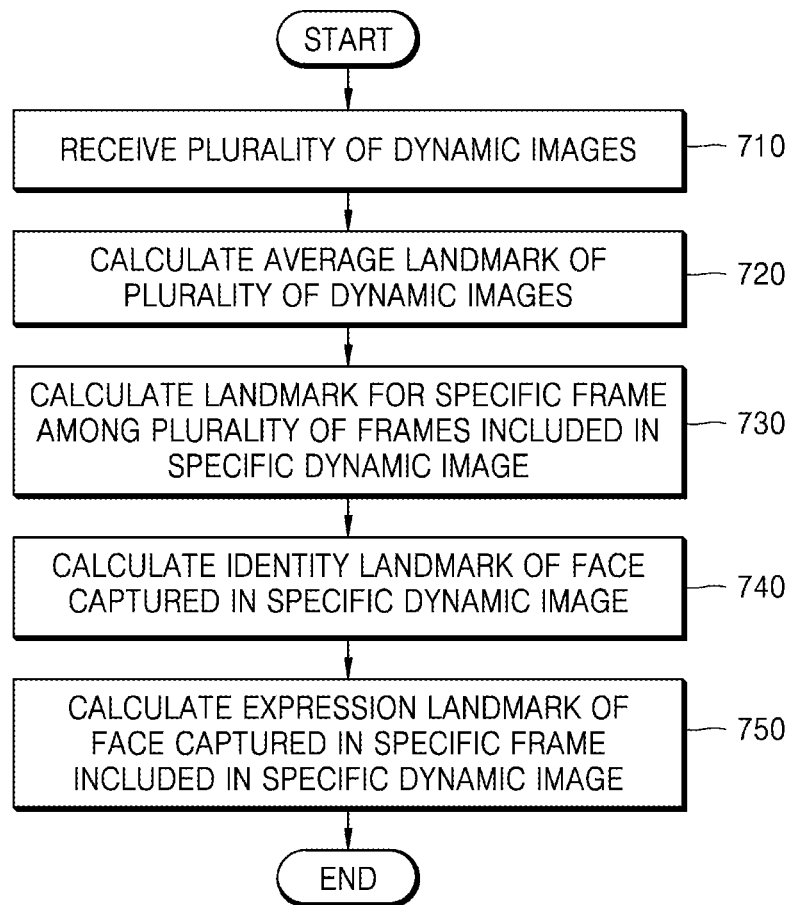 START
RECEIVE PLURALITY OF DYNAMIC IMAGES
710
CALCULATE AVERAGE LANDMARK OF
PLURALITY OF DYNAMIC IMAGES
720
CALCULATE LANDMARK FOR SPECIFIC FRAME
AMONG PLURALITY OF FRAMES INCLUDED IN
SPECIFIC DYNAMIC IMAGE
730
CALCULATE IDENTITY LANDMARK OF FACE
CAPTURED IN SPECIFIC DYNAMIC IMAGE
740
CALCULATE EXPRESSION LANDMARK OF
FACE CAPTURED IN SPECIFIC FRAME
INCLUDED IN SPECIFIC DYNAMIC IMAGE
750
END